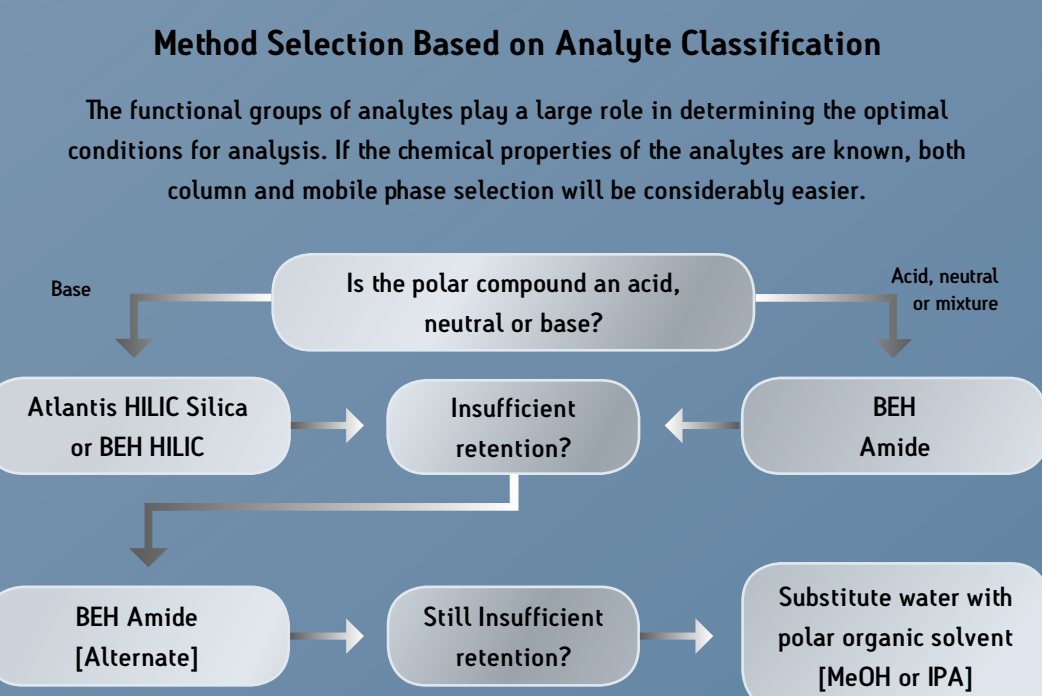 Method Selection Based on Analyte Classification
The functional groups of analytes play a large role in determining the optimal
conditions for analysis. If the chemical properties of the analytes are known, both
column and mobile phase selection will be considerably easier.
Is the polar compound an acid,
neutral or base?
Base
Acid, neutral
or mixture
Atlantis HILIC Silica
or BEH HILIC
Insufficient
retention?
BEH
Amide
BEH Amide
[Alternate]
Still Insufficient
retention?
Substitute water with
polar organic solvent
[MeOH or IPA]